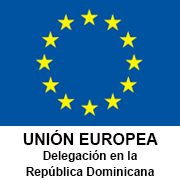 UNIÓN EUROPEA
Delegación en la
República Dominicana